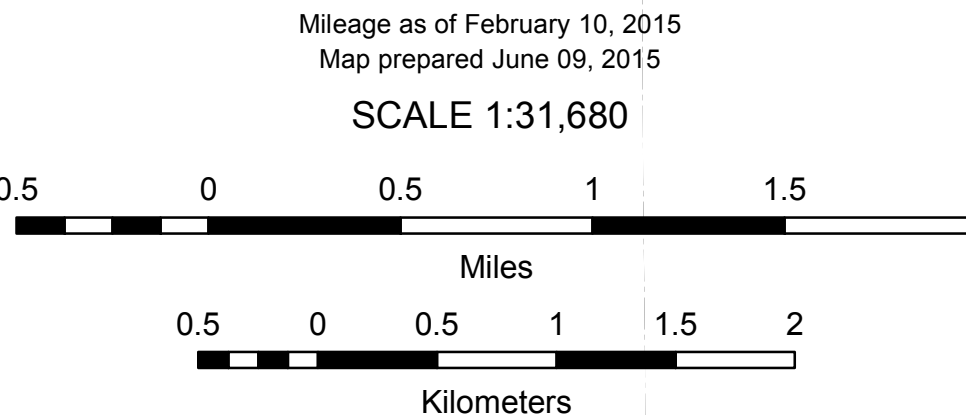 Mileage as of February 10, 2015
Map prepared June 09, 2015
SCALE 1:31,680
0.5 0 0.5 1 1.5
Miles
0.5 0 0.5 1 1.5 2
Kilometers